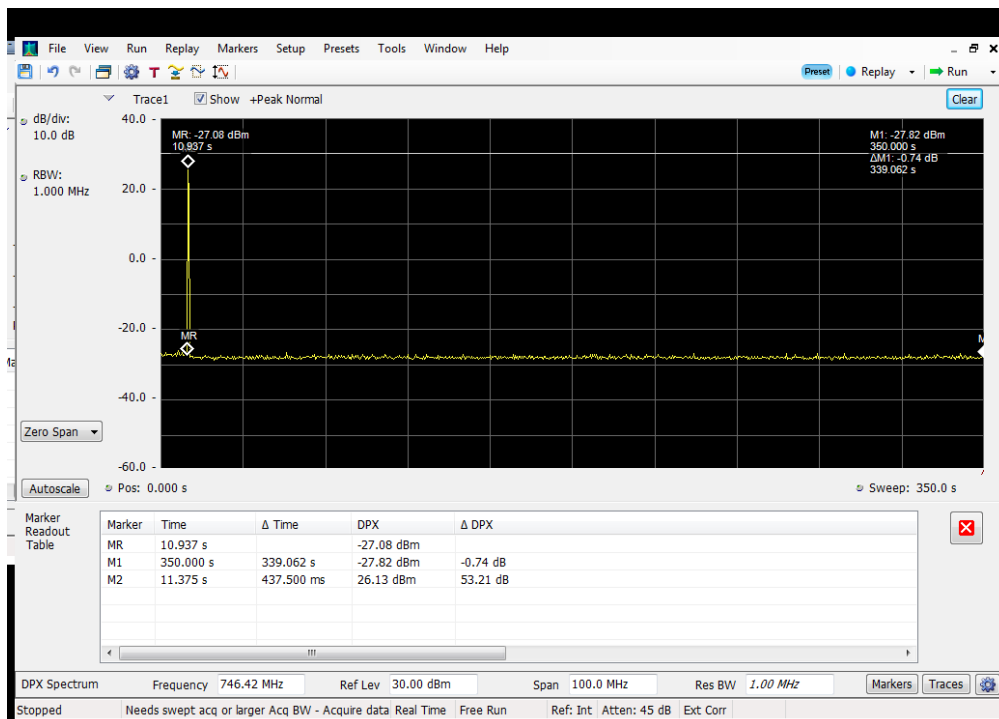 File View Run Replay Markers Setup Presets Tools Window Help
Preset Replay Run
Trace1 Show +Peak Normal Clear
dB/div:
10.0 dB
RBW:
1.000 MHz
40.0 -
20.0 -
0.0 -
-20.0 -
-40.0 -
-60.0 -
MR: -27.08 dBm
10.937 s
M1: -27.82 dBm
350.000 s
ΔM1: -0.74 dB
339.062 s
MR
M
Zero Span
Autoscale Pos: 0.000 s Sweep: 350.0 s
Marker
Readout
Table
Marker Time Δ Time DPX Δ DPX
MR 10.937 s -27.08 dBm
M1 350.000 s 339.062 s -27.82 dBm -0.74 dB
M2 11.375 s 437.500 ms 26.13 dBm 53.21 dB
DPX Spectrum Frequency 746.42 MHz Ref Lev 30.00 dBm Span 100.0 MHz Res BW 1.00 MHz Markers Traces
Stopped Needs swept acq or larger Acq BW - Acquire data Real Time Free Run Ref: Int Atten: 45 dB Ext Corr